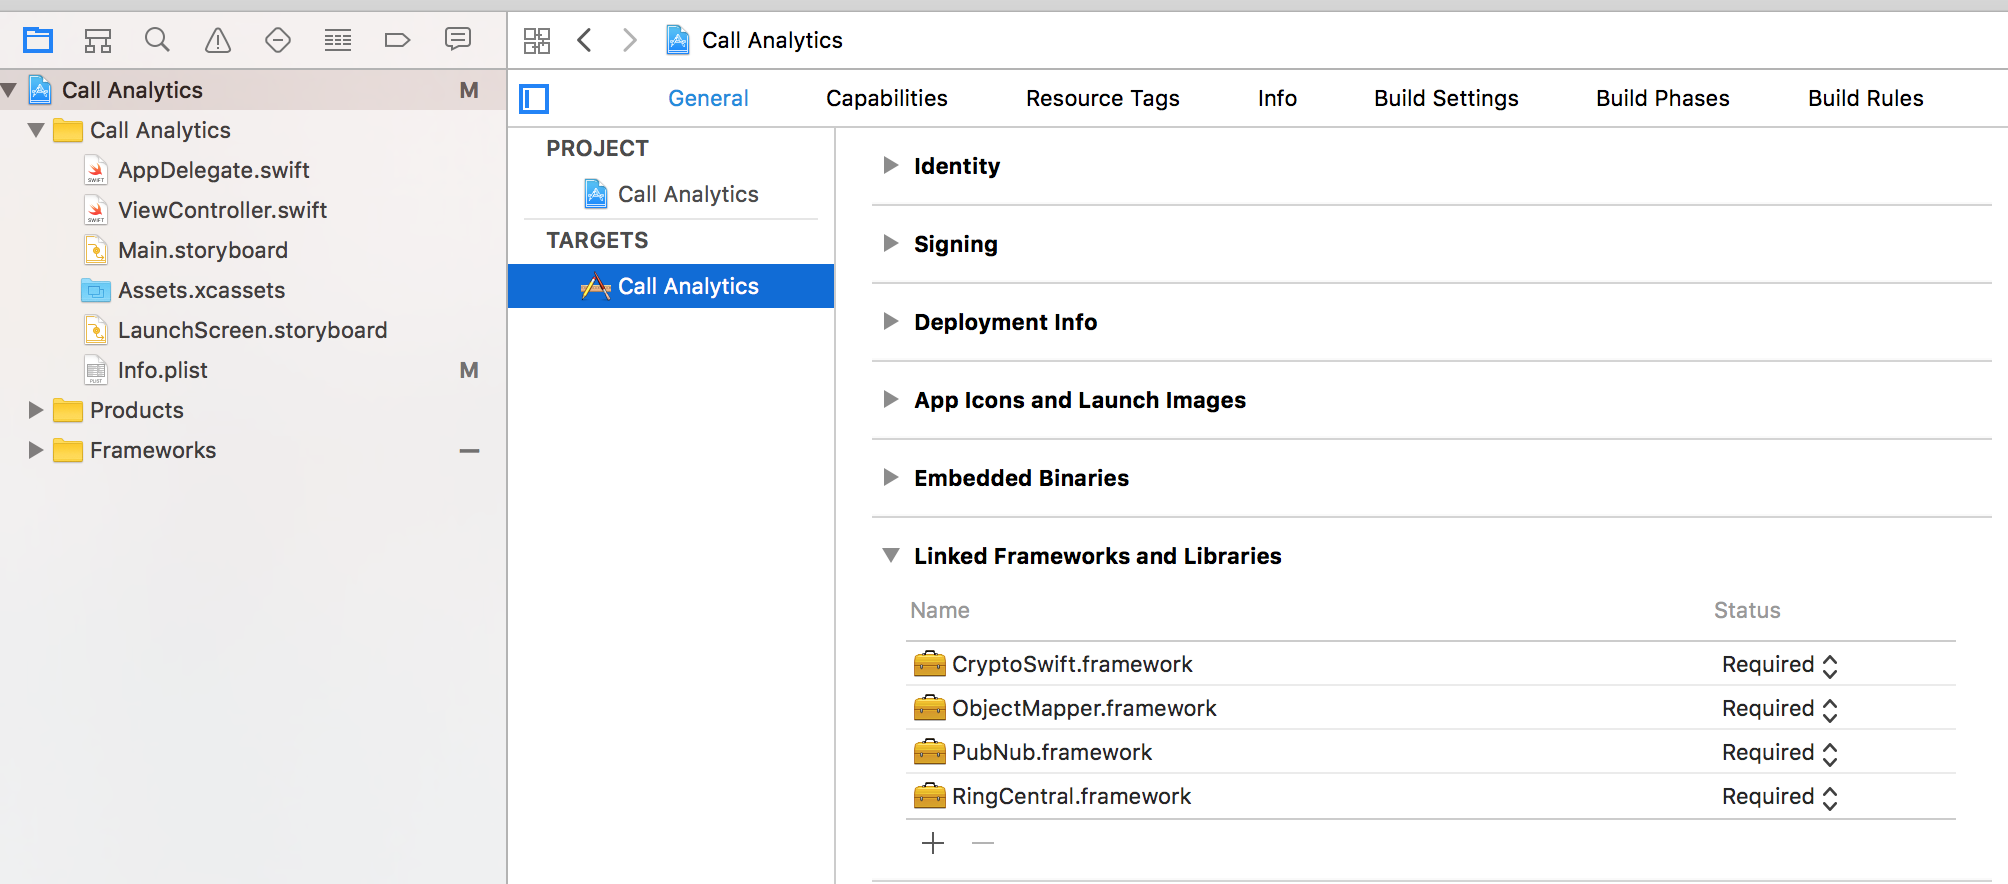 Call Analytics
General Capabilities Resource Tags Info Build Settings Build Phases Build Rules
Call Analytics M
Call Analytics
AppDelegate.swift
ViewController.swift
Main.storyboard
Assets.xcassets
LaunchScreen.storyboard
Info.plist M
Products
Frameworks
PROJECT
Call Analytics
TARGETS
Call Analytics
Identity
Signing
Deployment Info
App Icons and Launch Images
Embedded Binaries
Linked Frameworks and Libraries
Name Status
CryptoSwift.framework Required
ObjectMapper.framework Required
PubNub.framework Required
RingCentral.framework Required